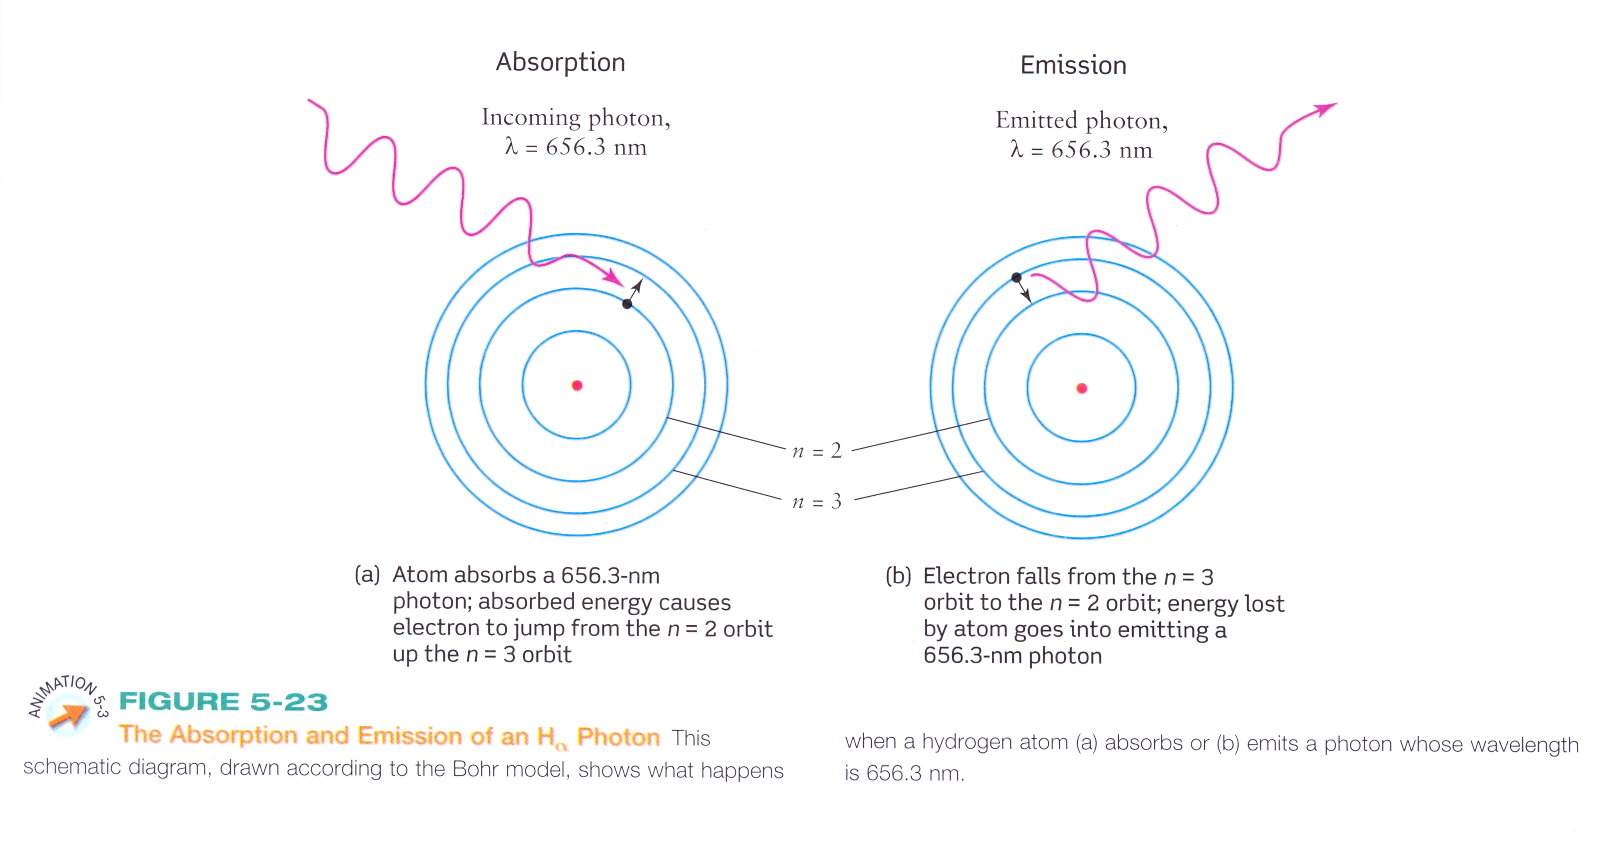 Absorption
Incoming photon,
λ = 656.3 nm
Emission
Emitted photon,
λ = 656.3 nm
n = 2
n = 3
(a) Atom absorbs a 656.3-nm
photon; absorbed energy causes
electron to jump from the n = 2 orbit
up the n = 3 orbit
(b) Electron falls from the n = 3
orbit to the n = 2 orbit; energy lost
by atom goes into emitting a
656.3-nm photon
ANIMATION 5-3
FIGURE 5-23
The Absorption and Emission of an Hα Photon This
schematic diagram, drawn according to the Bohr model, shows what happens
when a hydrogen atom (a) absorbs or (b) emits a photon whose wavelength
is 656.3 nm.